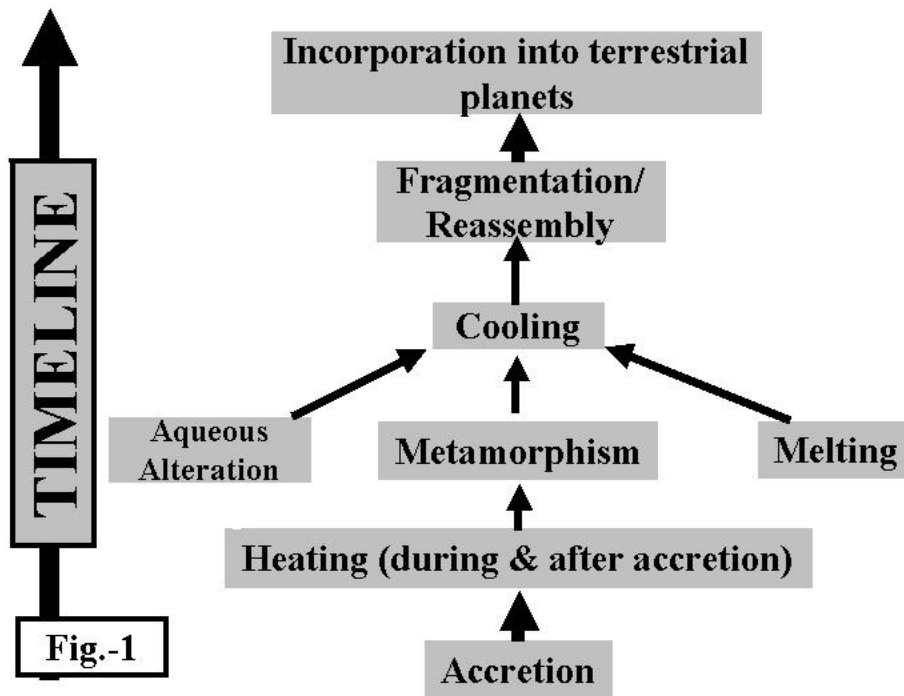 Incorporation into terrestrial
planets
Fragmentation/
Reassembly
Cooling
Aqueous
Alteration
Metamorphism
Melting
Heating (during & after accretion)
Accretion
TIMELINE
Fig.-1